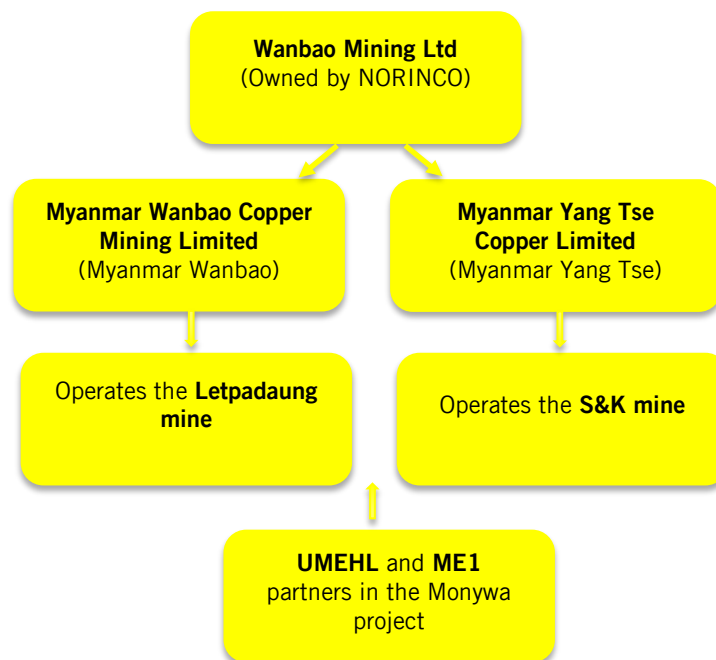 Wanbao Mining Ltd
(Owned by NORINCO)
Myanmar Wanbao Copper
Mining Limited
(Myanmar Wanbao)
Myanmar Yang Tse
Copper Limited
(Myanmar Yang Tse)
Operates the Letpadaung
mine
Operates the S&K mine
UMEHL and ME1
partners in the Monywa
project